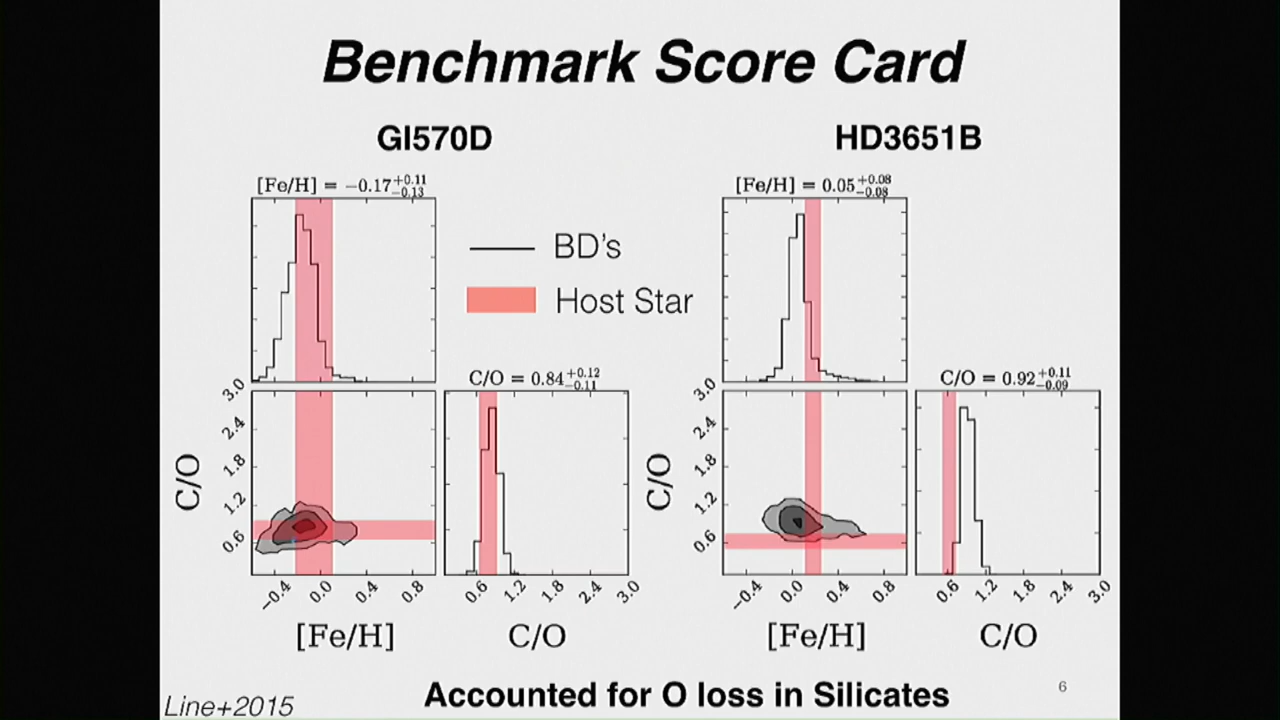 Benchmark Score Card
GI570D
HD3651B
[Fe/H] = −0.17+0.11−0.13
[Fe/H] = 0.05+0.08−0.08
BD's
Host Star
C/O = 0.84+0.12−0.11
C/O = 0.92+0.11−0.09
C/O
3.0
2.4
1.8
1.2
0.6
−0.4 0.0 0.4 0.8
[Fe/H]
0.6 1.2 1.8 2.4 3.0
C/O
C/O
3.0
2.4
1.8
1.2
0.6
−0.4 0.0 0.4 0.8
[Fe/H]
0.6 1.2 1.8 2.4 3.0
C/O
Accounted for O loss in Silicates
6
Line+2015